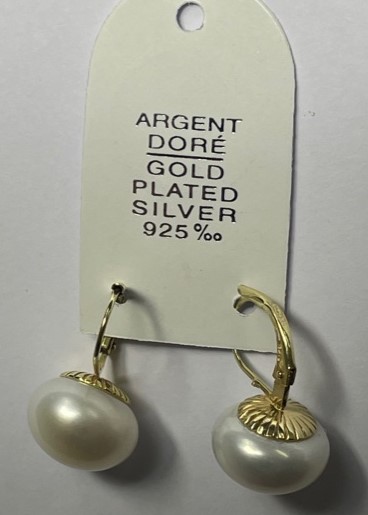 ARGENT
DORÉ
GOLD
PLATED
SILVER
925 ‰